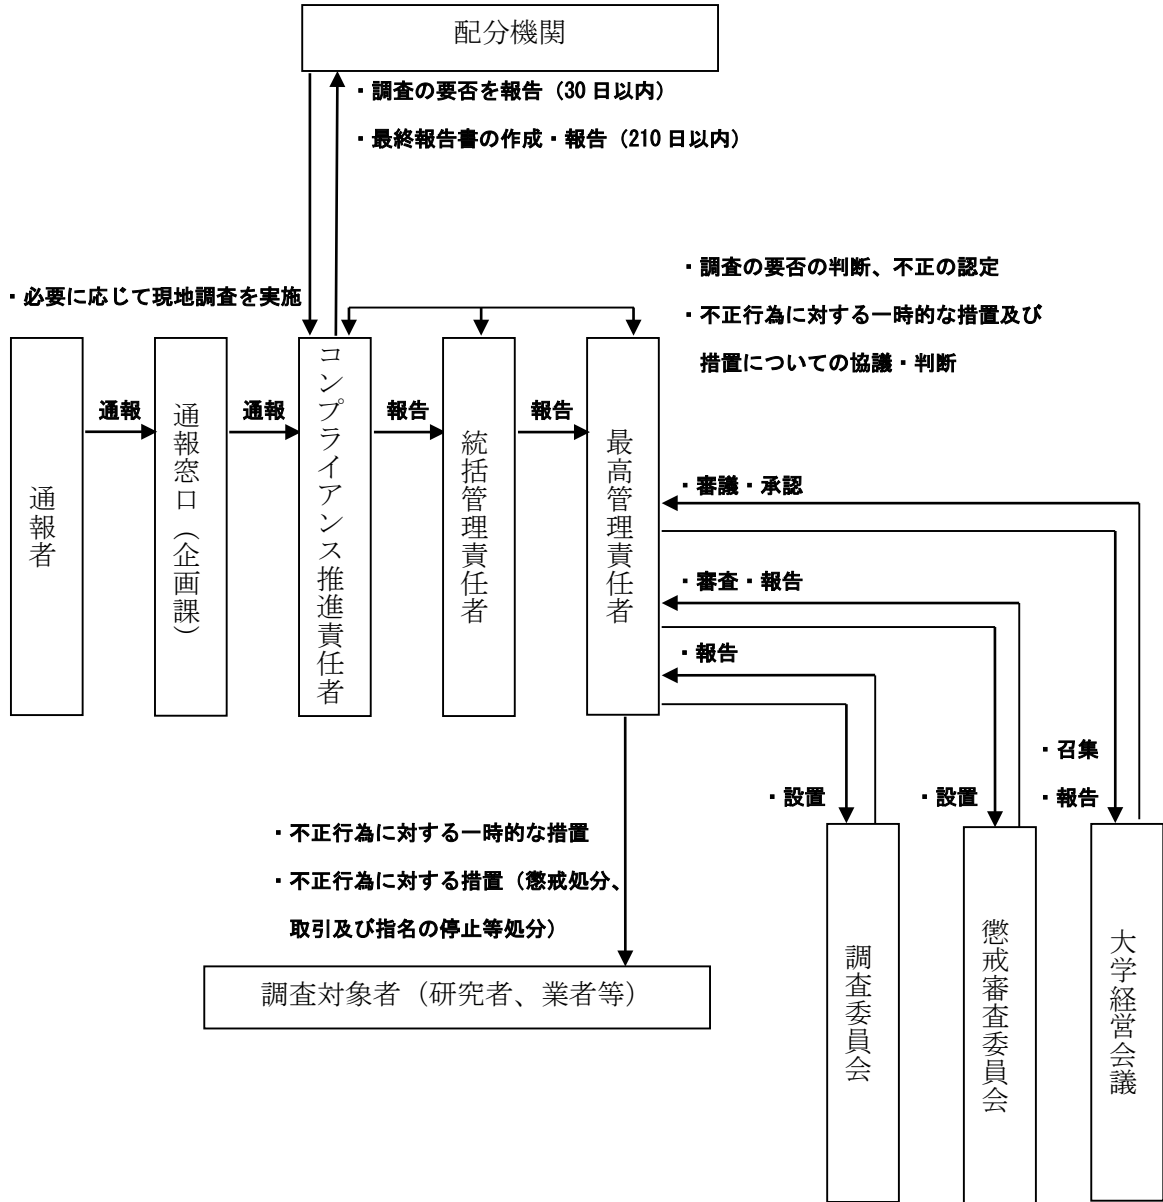 配分機関
・調査の要否を報告（30日以内）
・最終報告書の作成・報告（210日以内）
・必要に応じて現地調査を実施
・調査の要否の判断、不正の認定
・不正行為に対する一時的な措置及び
措置についての協議・判断
通報者
通報
通報窓口（企画課）
通報
コンプライアンス推進責任者
報告
統括管理責任者
報告
最高管理責任者
・審議・承認
・審査・報告
・報告
・設置
・設置
・召集
・報告
・不正行為に対する一時的な措置
・不正行為に対する措置（懲戒処分、
取引及び指名の停止等処分）
調査対象者（研究者、業者等）
調査委員会
懲戒審査委員会
大学経営会議